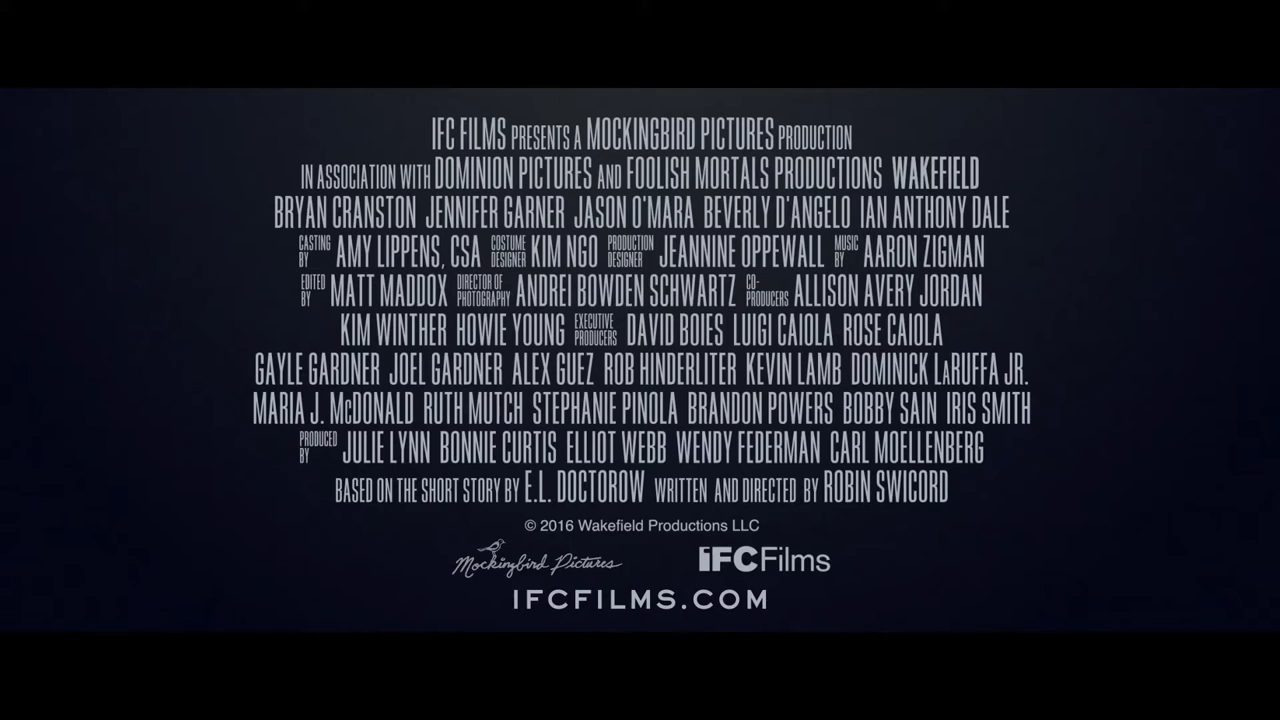 IFC FILMS PRESENTS A MOCKINGBIRD PICTURES PRODUCTION
IN ASSOCIATION WITH DOMINION PICTURES AND FOOLISH MORTALS PRODUCTIONS WAKEFIELD
BRYAN CRANSTON JENNIFER GARNER JASON O'MARA BEVERLY D'ANGELO IAN ANTHONY DALE
CASTING BY AMY LIPPENS, CSA COSTUME DESIGNER KIM NGO PRODUCTION DESIGNER JEANNINE OPPEWALL MUSIC BY AARON ZIGMAN
EDITED BY MATT MADDOX DIRECTOR OF PHOTOGRAPHY ANDREI BOWDEN SCHWARTZ CO-PRODUCERS ALLISON AVERY JORDAN
KIM WINTHER HOWIE YOUNG EXECUTIVE PRODUCERS DAVID BOIES LUIGI CAIOLA ROSE CAIOLA
GAYLE GARDNER JOEL GARDNER ALEX GUEZ ROB HINDERLITER KEVIN LAMB DOMINICK LARUFFA JR.
MARIA J. McDONALD RUTH MUTCH STEPHANIE PINOLA BRANDON POWERS BOBBY SAIN IRIS SMITH
PRODUCED BY JULIE LYNN BONNIE CURTIS ELLIOT WEBB WENDY FEDERMAN CARL MOELLENBERG
BASED ON THE SHORT STORY BY E.L. DOCTOROW WRITTEN AND DIRECTED BY ROBIN SWICORD
© 2016 Wakefield Productions LLC
Mockingbird Pictures IFC Films
IFCFILMS.COM